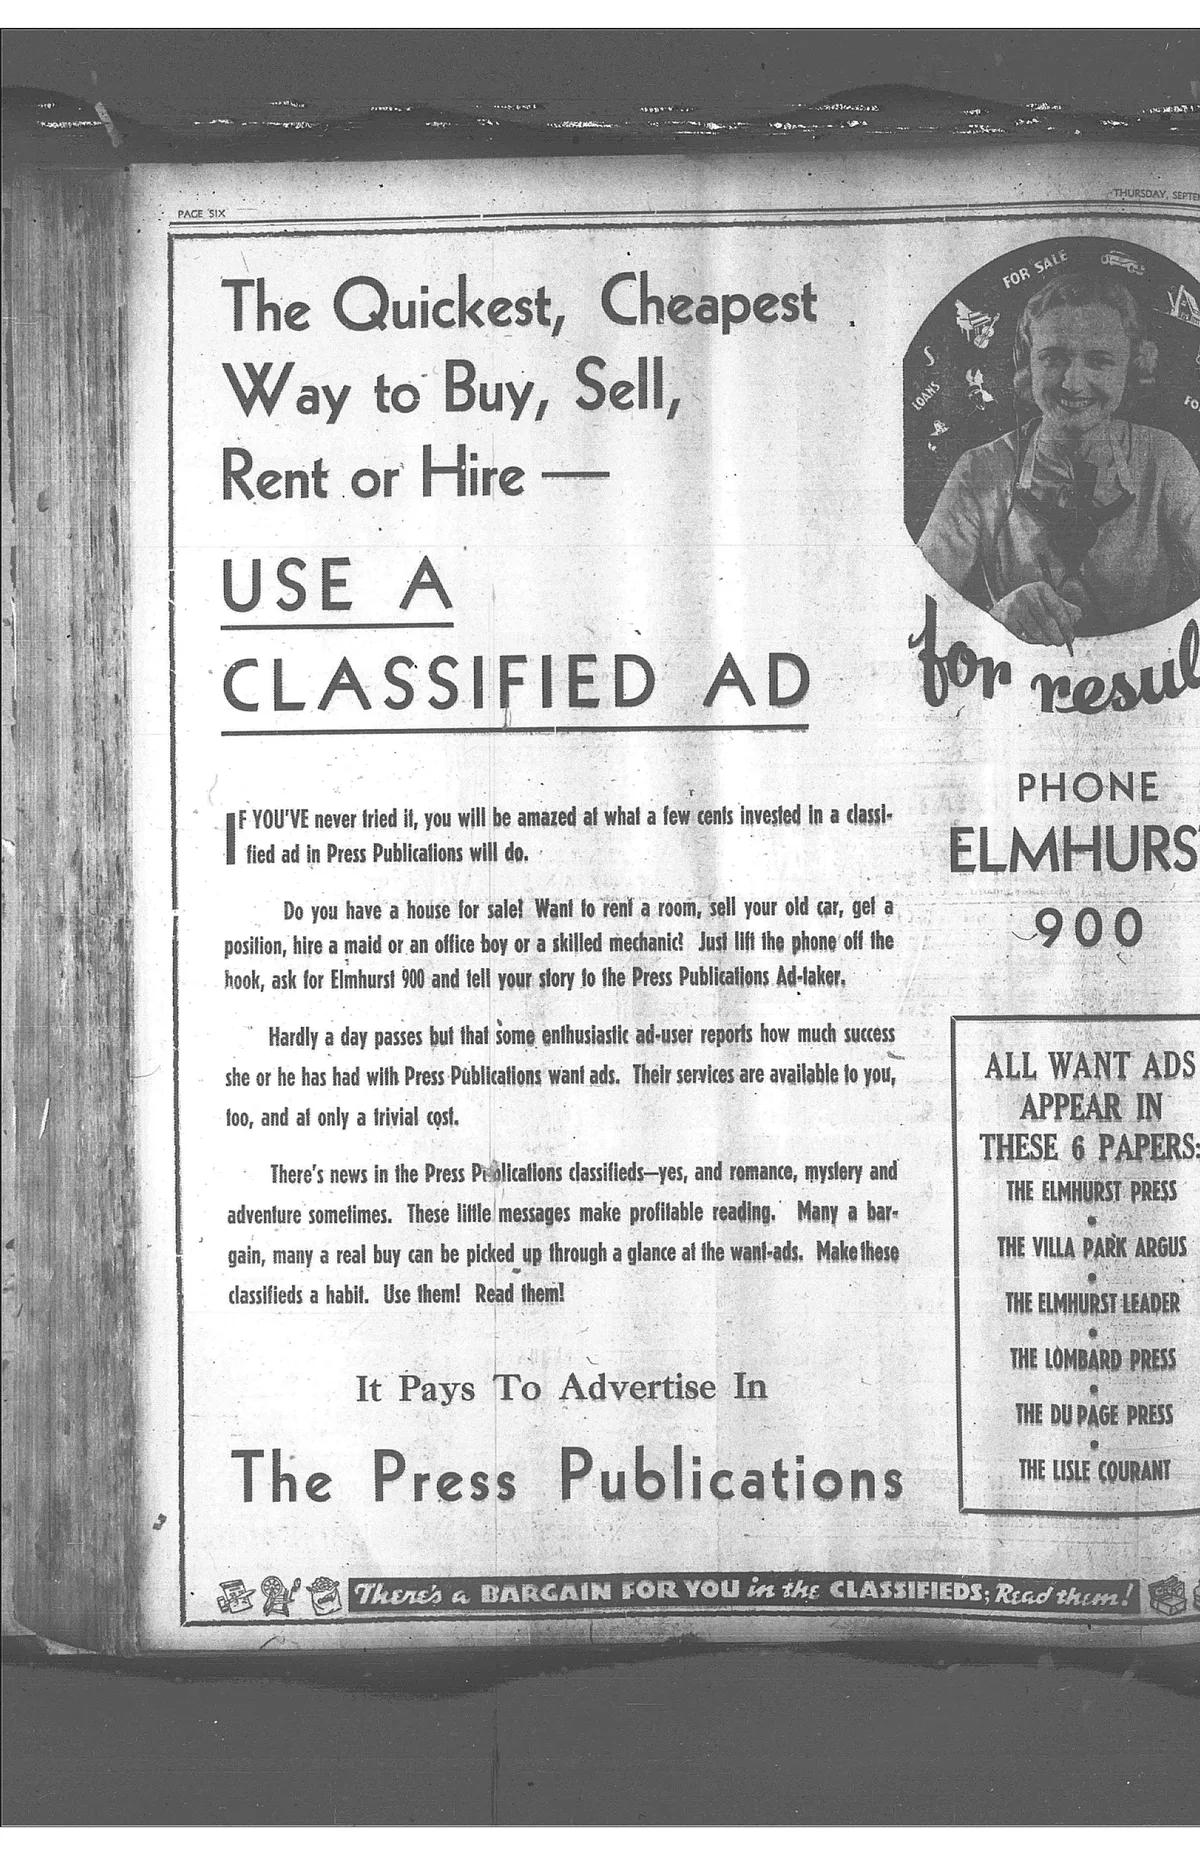 PAGE SIX
THURSDAY,
The Quickest, Cheapest
Way to Buy, Sell,
Rent or Hire —
USE A
CLASSIFIED AD
IF YOU'VE never tried it, you will be amazed at what a few cents invested in a classi-
fied ad in Press Publications will do.
Do you have a house for sale? Want to rent a room, sell your old car, get a
position, hire a maid or an office boy or a skilled mechanic? Just lift the phone off the
hook, ask for Elmhurst 900 and tell your story to the Press Publications Ad-taker.
Hardly a day passes but that some enthusiastic ad-user reports how much success
she or he has had with Press Publications want ads. Their services are available to you,
too, and at only a trivial cost.
There's news in the Press Publications classifieds—yes, and romance, mystery and
adventure sometimes. These little messages make profitable reading. Many a bar-
gain, many a real buy can be picked up through a glance at the want-ads. Make these
classifieds a habit. Use them! Read them!
It Pays To Advertise In
The Press Publications
FOR SALE
LOANS
for
PHONE
ELMHURST
900
ALL WANT ADS
APPEAR IN
THESE 6 PAPERS:
THE ELMHURST PRESS
•
THE VILLA PARK ARGUS
•
THE ELMHURST LEADER
•
THE LOMBARD PRESS
•
THE DU PAGE PRESS
•
THE LISLE COURANT
There's a BARGAIN FOR YOU in the CLASSIFIEDS; Read them!